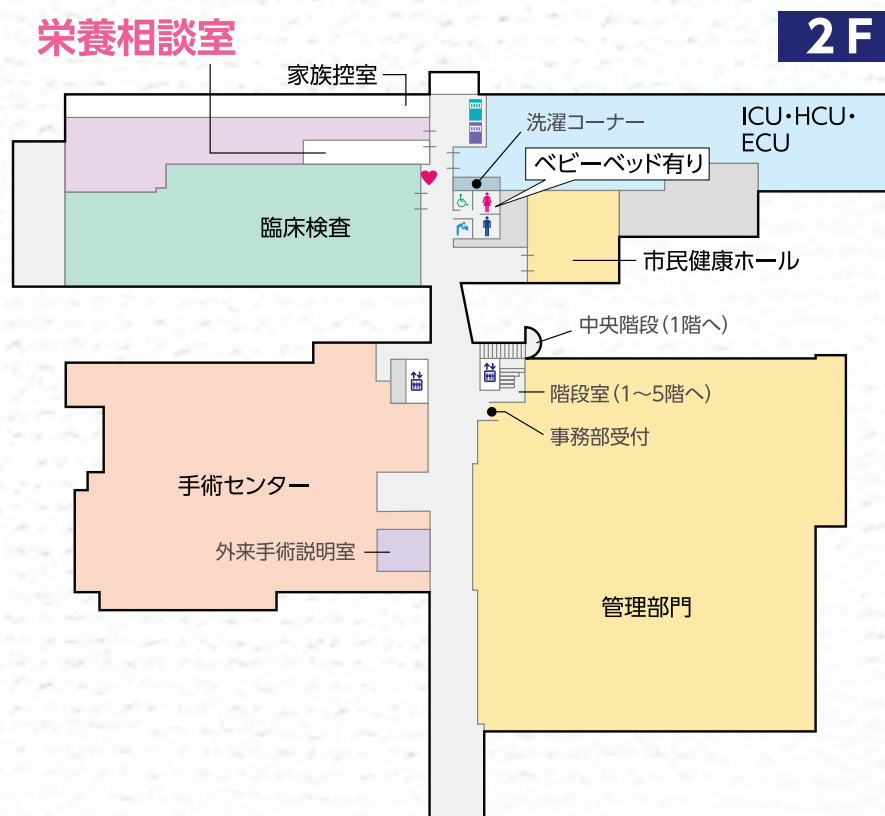 栄養相談室
2F
家族控室
洗濯コーナー
ICU・HCU・
ECU
ベビーベッド有り
臨床検査
市民健康ホール
中央階段（1階へ）
階段室（1～5階へ）
事務部受付
手術センター
外来手術説明室
管理部門